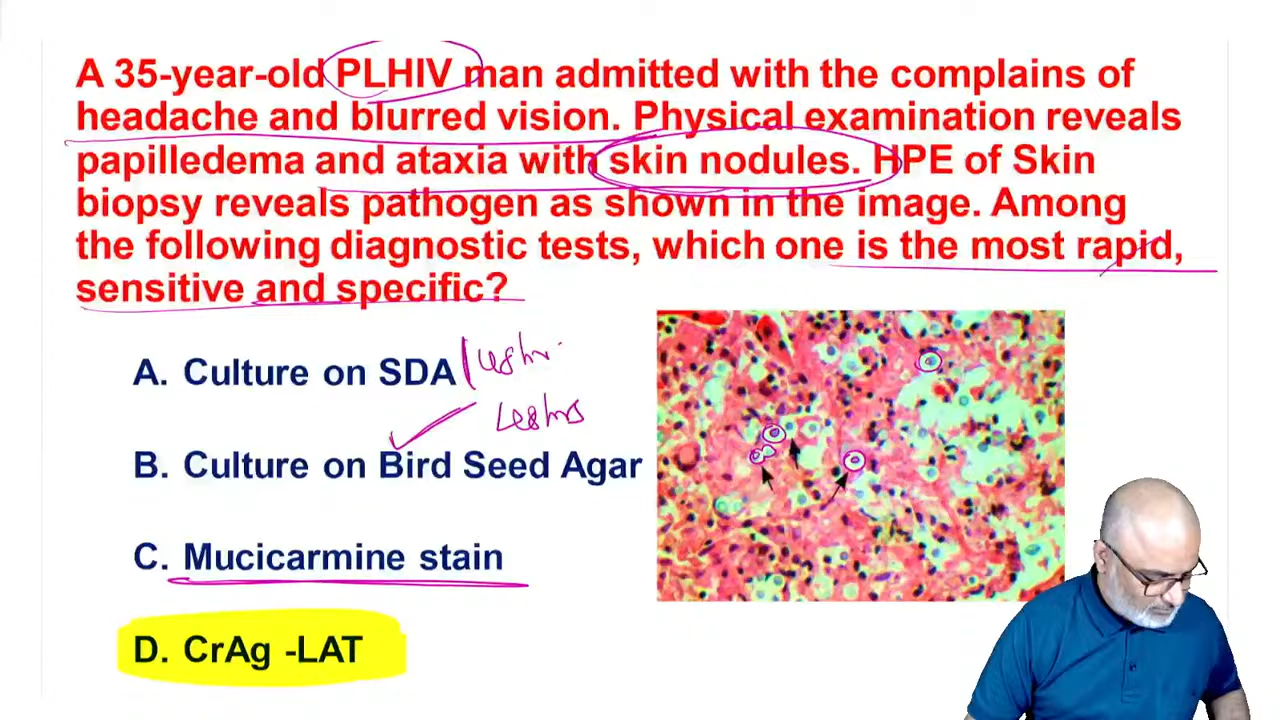 A 35-year-old PLHIV man admitted with the complains of
headache and blurred vision. Physical examination reveals
papilledema and ataxia with skin nodules. HPE of Skin
biopsy reveals pathogen as shown in the image. Among
the following diagnostic tests, which one is the most rapid,
sensitive and specific?
A. Culture on SDA
B. Culture on Bird Seed Agar
C. Mucicarmine stain
D. CrAg -LAT